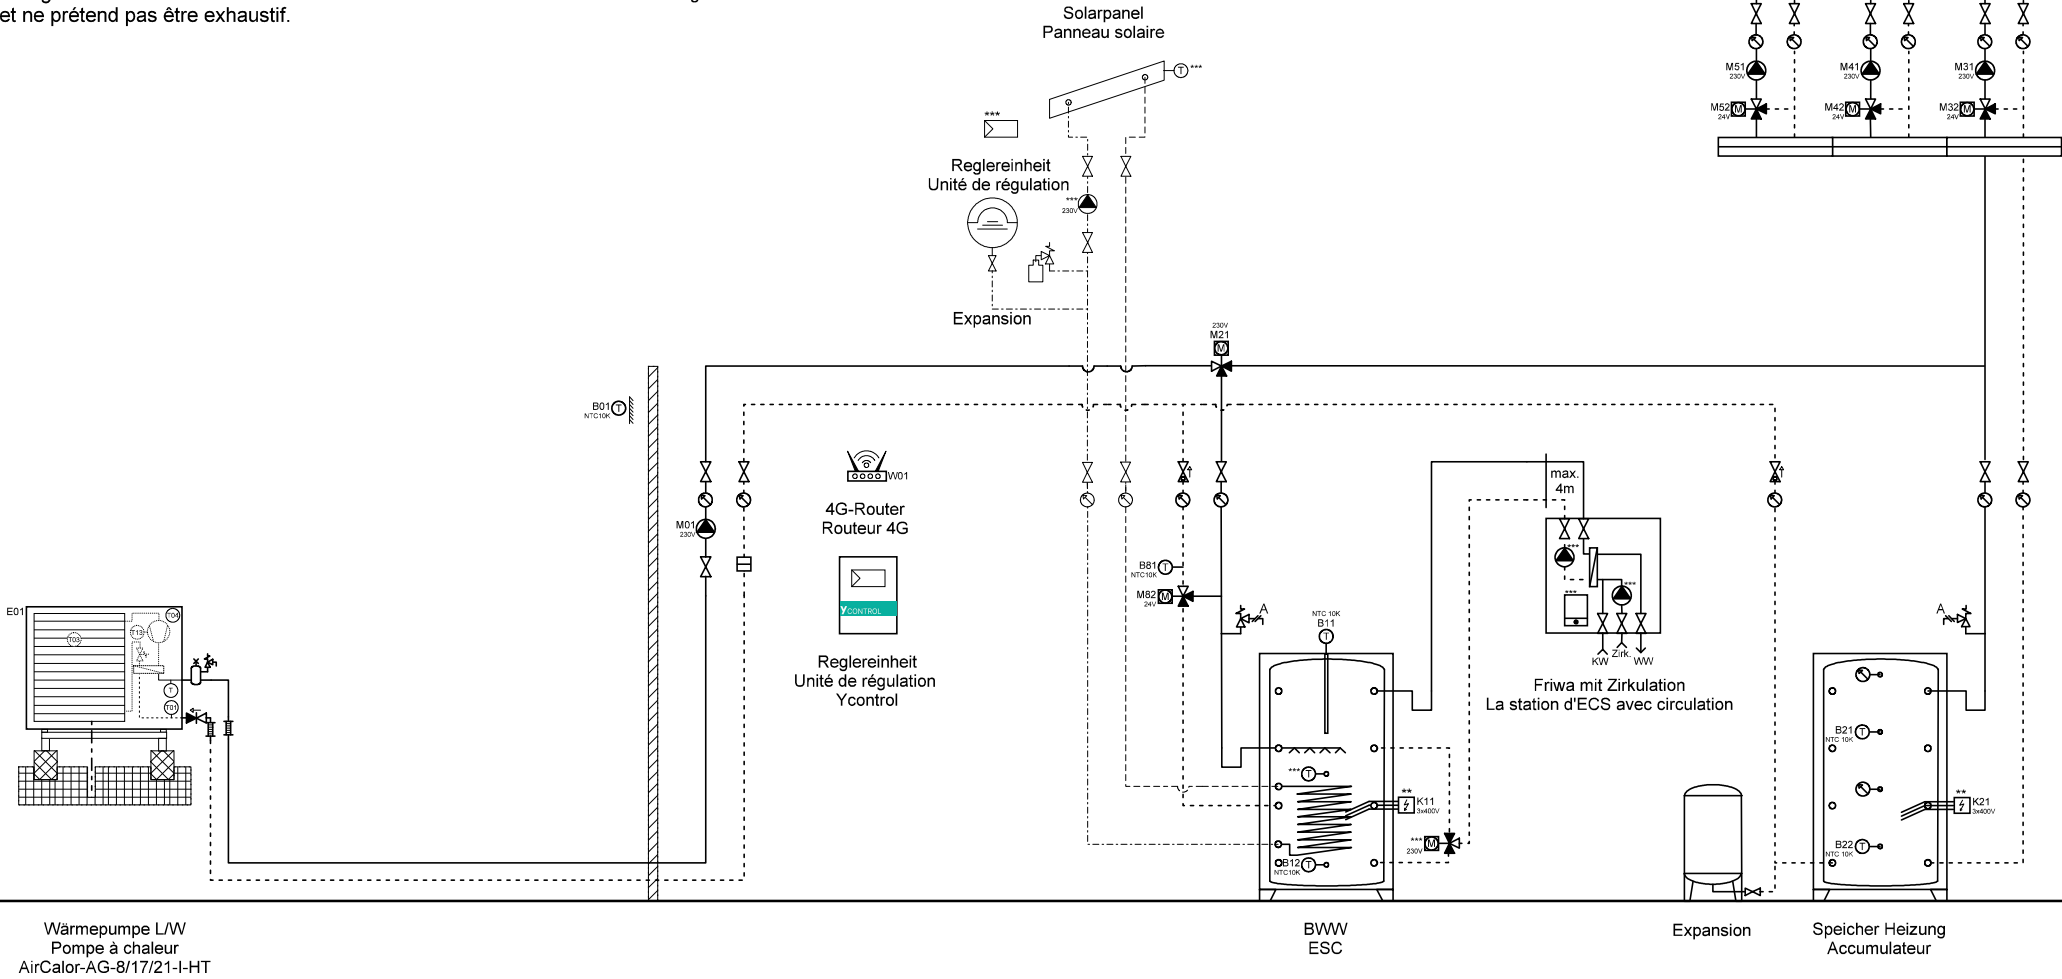 et ne prétend pas être exhaustif.
Solarpanel
Panneau solaire
T ***
***
Reglereinheit
Unité de régulation
***
230V
Expansion
M51
230V
M41
230V
M31
230V
M52
24V
M
M42
24V
M
M32
24V
M
230V
M21
M
B01
NTC10K
T
W01
4G-Router
Routeur 4G
M01
230V
YCONTROL
Reglereinheit
Unité de régulation
Ycontrol
max.
4m
***
***
***
KW
Zirk.
WW
Friwa mit Zirkulation
La station d'ECS avec circulation
B81
NTC10K
T
M82
24V
M
A
NTC 10K
B11
T
A
E01
T04
T03
T13
T
T01
*** T
**
K11
3x400V
***
230V
M
B12
NTC10K
T
B21
NTC 10K
T
**
K21
3x400V
B22
NTC 10K
T
Wärmepumpe L/W
Pompe à chaleur
AirCalor-AG-8/17/21-I-HT
BWW
ESC
Expansion
Speicher Heizung
Accumulateur